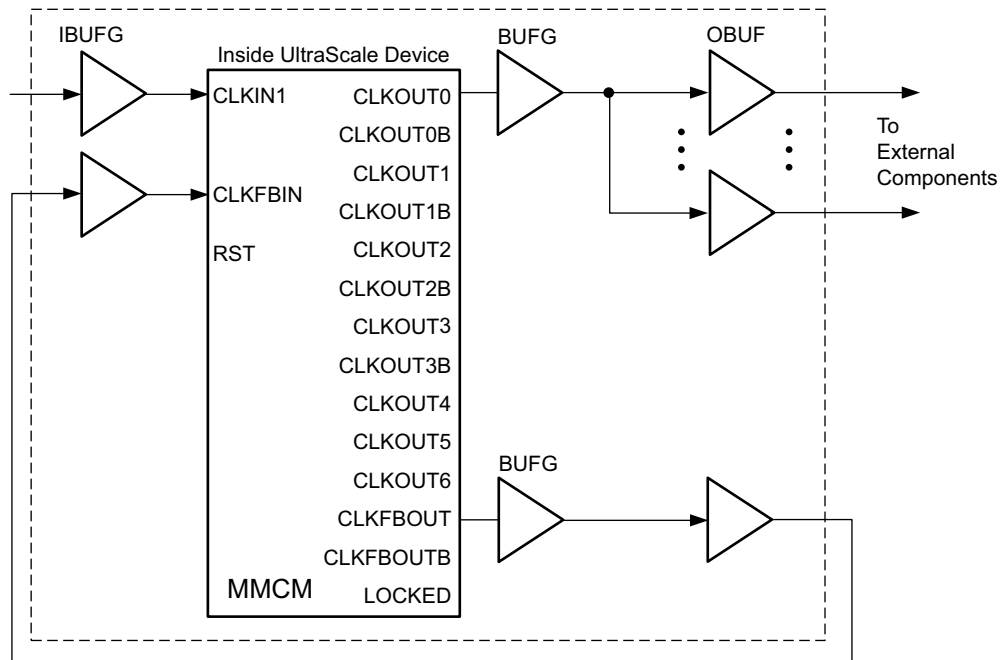 IBUFG
BUFG
OBUF
Inside UltraScale Device
CLKIN1
CLKFBIN
RST
CLKOUT0
CLKOUT0B
CLKOUT1
CLKOUT1B
CLKOUT2
CLKOUT2B
CLKOUT3
CLKOUT3B
CLKOUT4
CLKOUT5
CLKOUT6
CLKFBOUT
CLKFBOUTB
LOCKED
MMCM
BUFG
To
External
Components